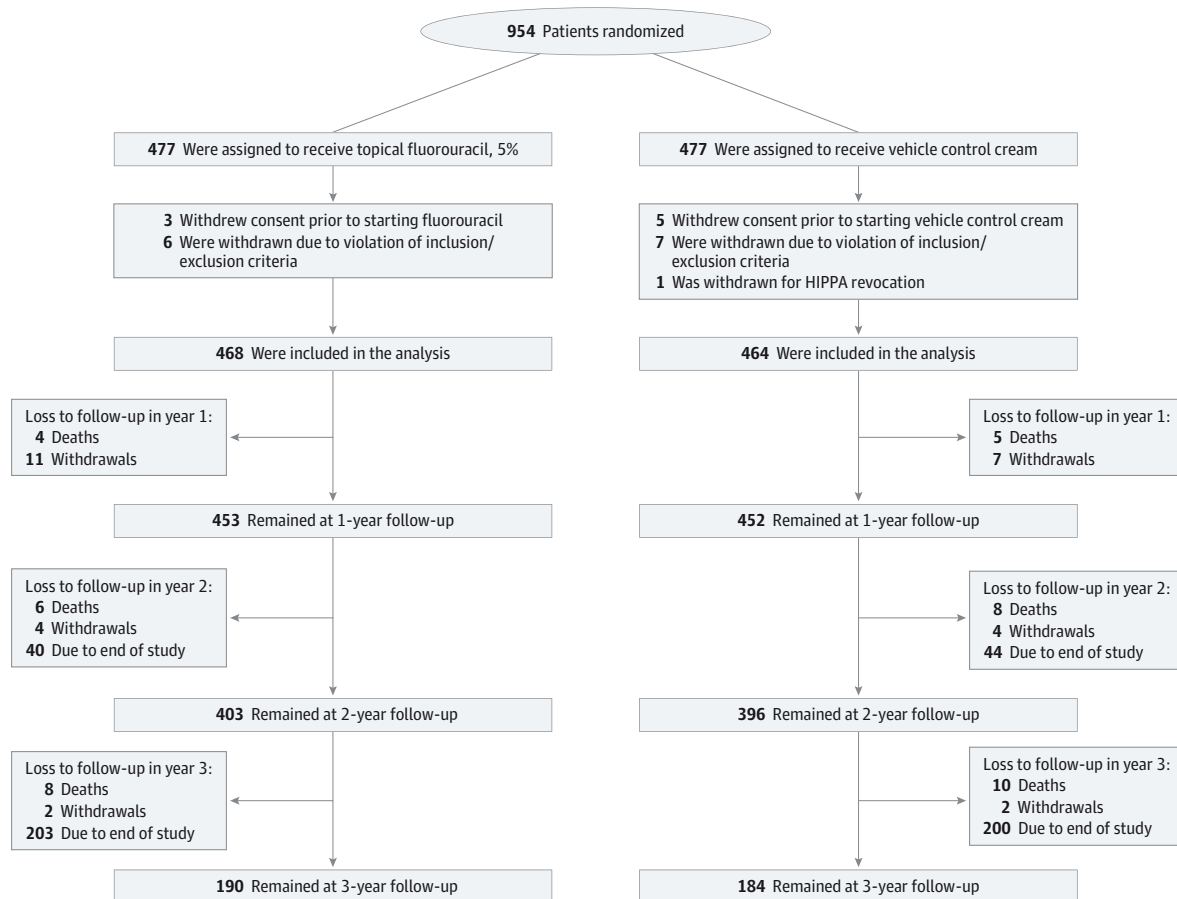 954 Patients randomized
477 Were assigned to receive topical fluorouracil, 5%
477 Were assigned to receive vehicle control cream
3 Withdrew consent prior to starting fluorouracil
6 Were withdrawn due to violation of inclusion/
exclusion criteria
5 Withdrew consent prior to starting vehicle control cream
7 Were withdrawn due to violation of inclusion/
exclusion criteria
1 Was withdrawn for HIPPA revocation
468 Were included in the analysis
464 Were included in the analysis
Loss to follow-up in year 1:
4 Deaths
11 Withdrawals
Loss to follow-up in year 1:
5 Deaths
7 Withdrawals
453 Remained at 1-year follow-up
452 Remained at 1-year follow-up
Loss to follow-up in year 2:
6 Deaths
4 Withdrawals
40 Due to end of study
Loss to follow-up in year 2:
8 Deaths
4 Withdrawals
44 Due to end of study
403 Remained at 2-year follow-up
396 Remained at 2-year follow-up
Loss to follow-up in year 3:
8 Deaths
2 Withdrawals
203 Due to end of study
Loss to follow-up in year 3:
10 Deaths
2 Withdrawals
200 Due to end of study
190 Remained at 3-year follow-up
184 Remained at 3-year follow-up